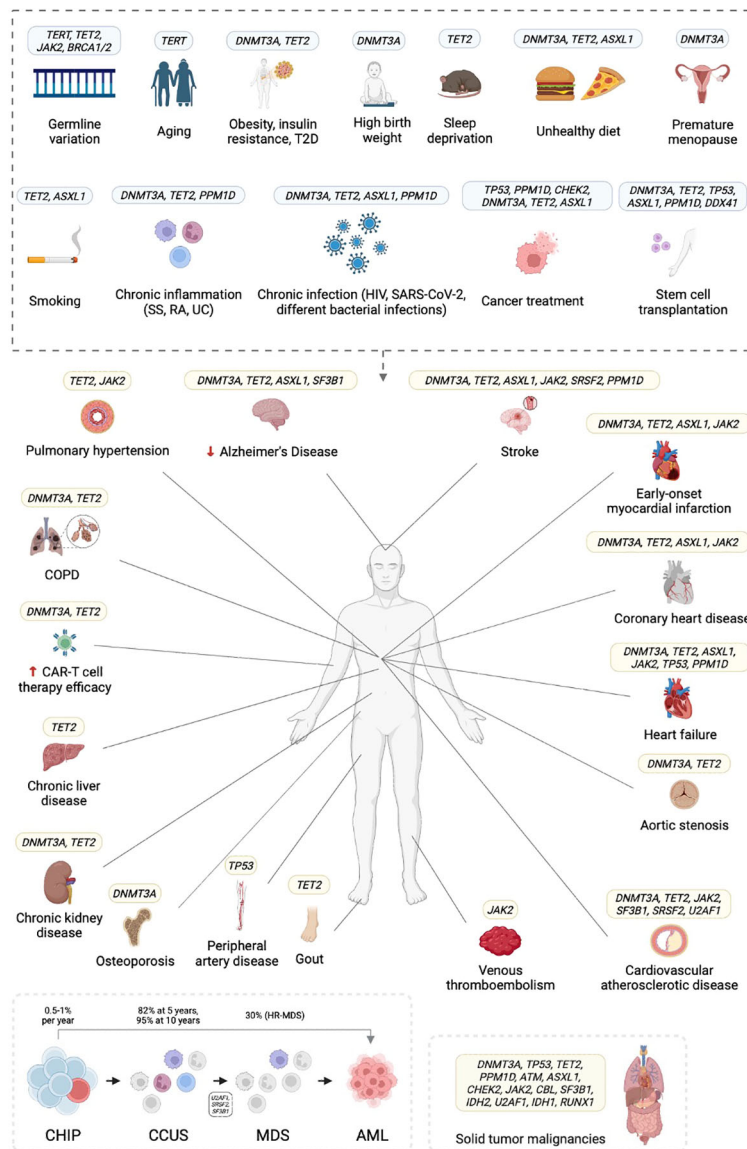 TERT, TET2,
JAK2, BRCA1/2
Germline
variation
TERT
Aging
DNMT3A, TET2
Obesity, insulin
resistance, T2D
DNMT3A
High birth
weight
TET2
Sleep
deprivation
DNMT3A, TET2, ASXL1
Unhealthy diet
DNMT3A
Premature
menopause
TET2, ASXL1
Smoking
DNMT3A, TET2, PPM1D
Chronic inflammation
(SS, RA, UC)
DNMT3A, TET2, ASXL1, PPM1D
Chronic infection (HIV, SARS-CoV-2,
different bacterial infections)
TP53, PPM1D, CHEK2,
DNMT3A, TET2, ASXL1
Cancer treatment
DNMT3A, TET2, TP53,
ASXL1, PPM1D, DDX41
Stem cell
transplantation
TET2, JAK2
Pulmonary hypertension
DNMT3A, TET2, ASXL1, SF3B1
↓ Alzheimer's Disease
DNMT3A, TET2, ASXL1, JAK2, SRSF2, PPM1D
Stroke
DNMT3A, TET2, ASXL1, JAK2
Early-onset
myocardial infarction
DNMT3A, TET2
COPD
DNMT3A, TET2, ASXL1, JAK2
Coronary heart disease
DNMT3A, TET2
↑ CAR-T cell
therapy efficacy
DNMT3A, TET2, ASXL1,
JAK2, TP53, PPM1D
Heart failure
TET2
Chronic liver
disease
DNMT3A, TET2
Aortic stenosis
DNMT3A, TET2
Chronic kidney
disease
DNMT3A
Osteoporosis
TP53
Peripheral
artery disease
TET2
Gout
JAK2
Venous
thromboembolism
DNMT3A, TET2, JAK2,
SF3B1, SRSF2, U2AF1
Cardiovascular
atherosclerotic disease
0.5-1%
per year
82% at 5 years,
95% at 10 years
30% (HR-MDS)
U2AF1,
SRSF2,
SF3B1
CHIP
CCUS
MDS
AML
DNMT3A, TP53, TET2,
PPM1D, ATM, ASXL1,
CHEK2, JAK2, CBL, SF3B1,
IDH2, U2AF1, IDH1, RUNX1
Solid tumor malignancies